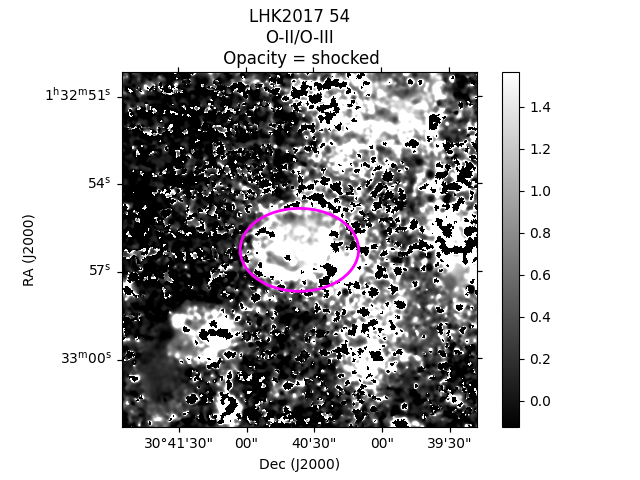 LHK2017 54
O-II/O-III
Opacity = shocked
1h32m51s
54s
57s
33m00s
RA (J2000)
30°41'30" 00" 40'30" 00" 39'30"
Dec (J2000)
1.4
1.2
1.0
0.8
0.6
0.4
0.2
0.0